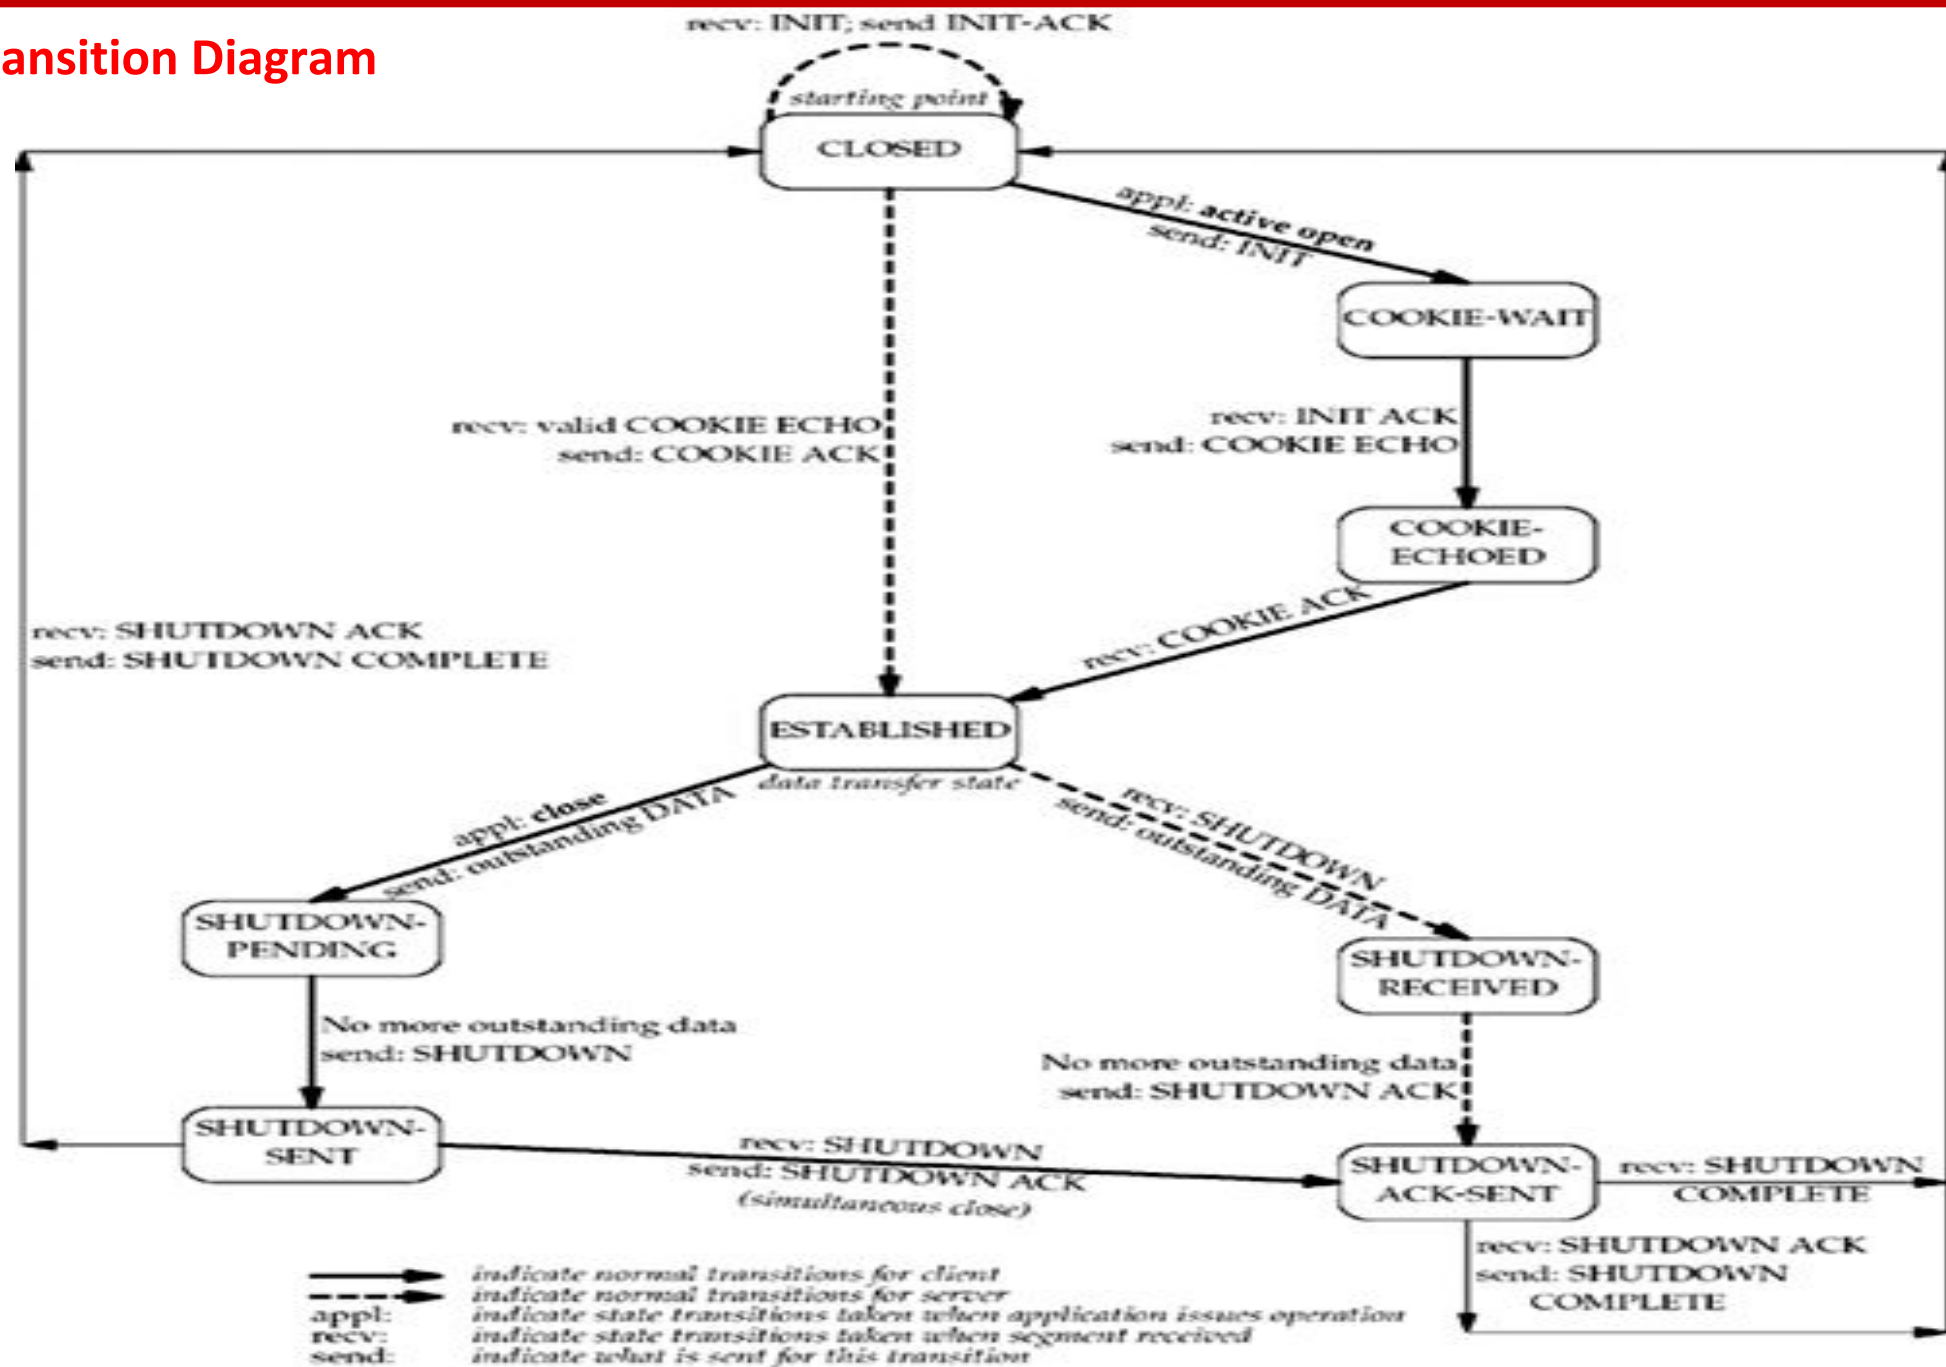 recv: INIT; send INIT-ACK
ansition Diagram
starting point
CLOSED
appl: active open
send: INIT
COOKIE-WAIT
recv: valid COOKIE ECHO
send: COOKIE ACK
recv: INIT ACK
send: COOKIE ECHO
COOKIE-
ECHOED
recv: COOKIE ACK
recv: SHUTDOWN ACK
send: SHUTDOWN COMPLETE
ESTABLISHED
data transfer state
appl: close
send: outstanding DATA
recv: SHUTDOWN
send: outstanding DATA
SHUTDOWN-
PENDING
SHUTDOWN-
RECEIVED
No more outstanding data
send: SHUTDOWN
No more outstanding data
send: SHUTDOWN ACK
SHUTDOWN-
SENT
recv: SHUTDOWN
send: SHUTDOWN ACK
(simultaneous close)
SHUTDOWN-
ACK-SENT
recv: SHUTDOWN
COMPLETE
recv: SHUTDOWN ACK
send: SHUTDOWN
COMPLETE
indicate normal transitions for client
indicate normal transitions for server
appl: indicate state transitions taken when application issues operation
recv: indicate state transitions taken when segment received
send: indicate what is sent for this transition